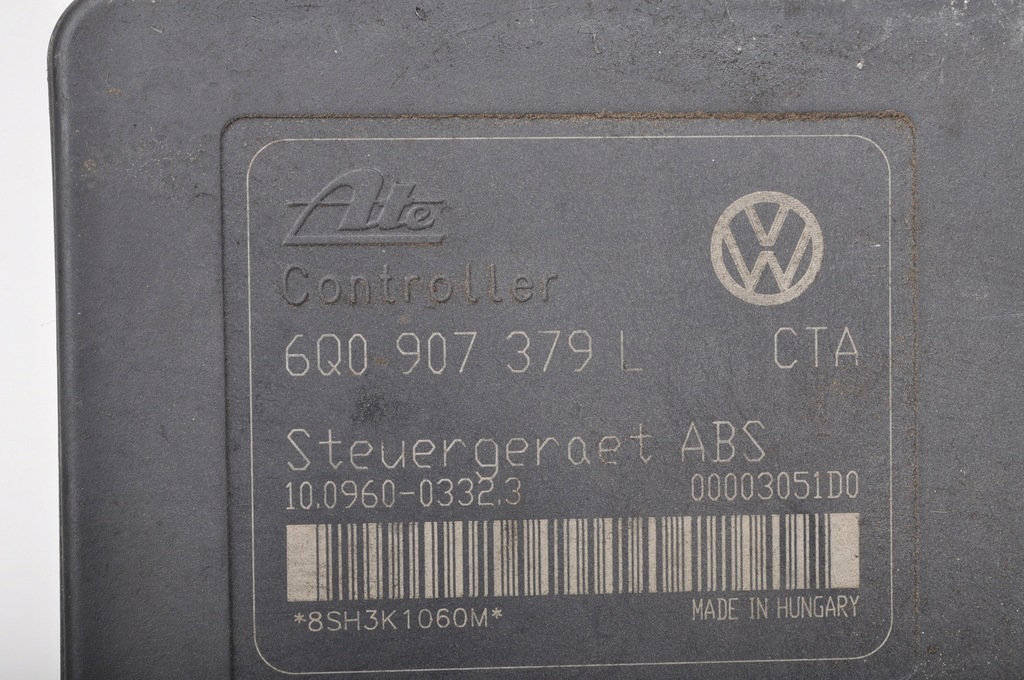 Ate
Controller
6Q0 907 379 L CTA
Steuergeraet ABS
10.0960-0332.3 00003051D0
*8SH3K1060M* MADE IN HUNGARY